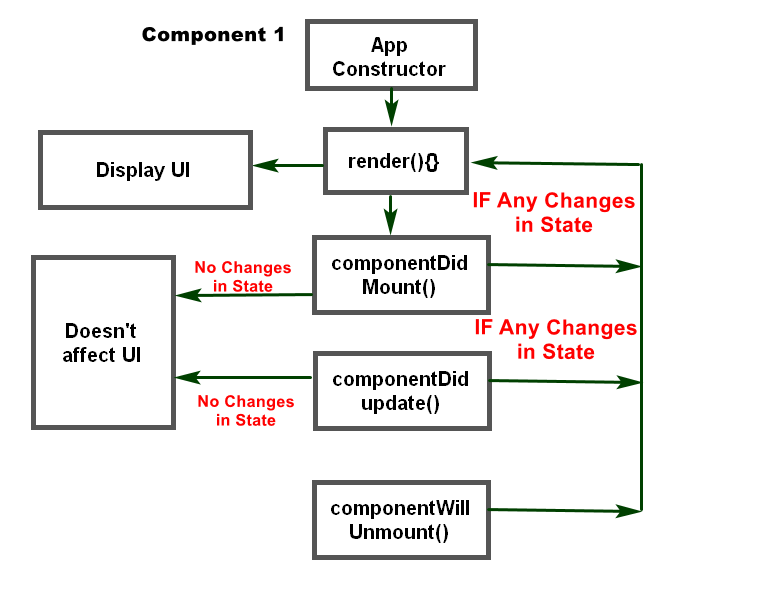 Component 1
App
Constructor
render(){}
Display UI
IF Any Changes
in State
componentDid
Mount()
No Changes
in State
Doesn't
affect UI
IF Any Changes
in State
componentDid
update()
No Changes
in State
componentWill
Unmount()